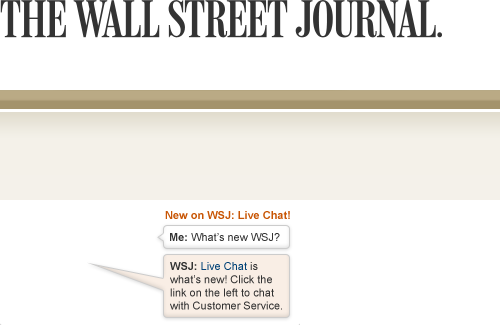 THE WALL STREET JOURNAL.
New on WSJ: Live Chat!
Me: What's new WSJ?
WSJ: Live Chat is
what's new! Click the
link on the left to chat
with Customer Service.